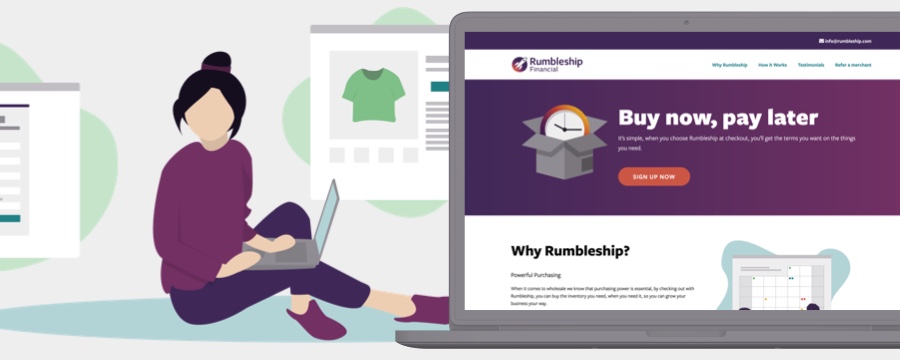 info@rumbleship.com
Rumbleship
Financial
Why Rumbleship How It Works Testimonials Refer a merchant
Buy now, pay later
It's simple, when you choose Rumbleship at checkout, you'll get the terms you want on the things
you need.
SIGN UP NOW
Why Rumbleship?
Powerful Purchasing
When it comes to wholesale we know that purchasing power is essential, by checking out with
Rumbleship, you can buy the inventory you need, when you need it, so you can grow your
business your way.